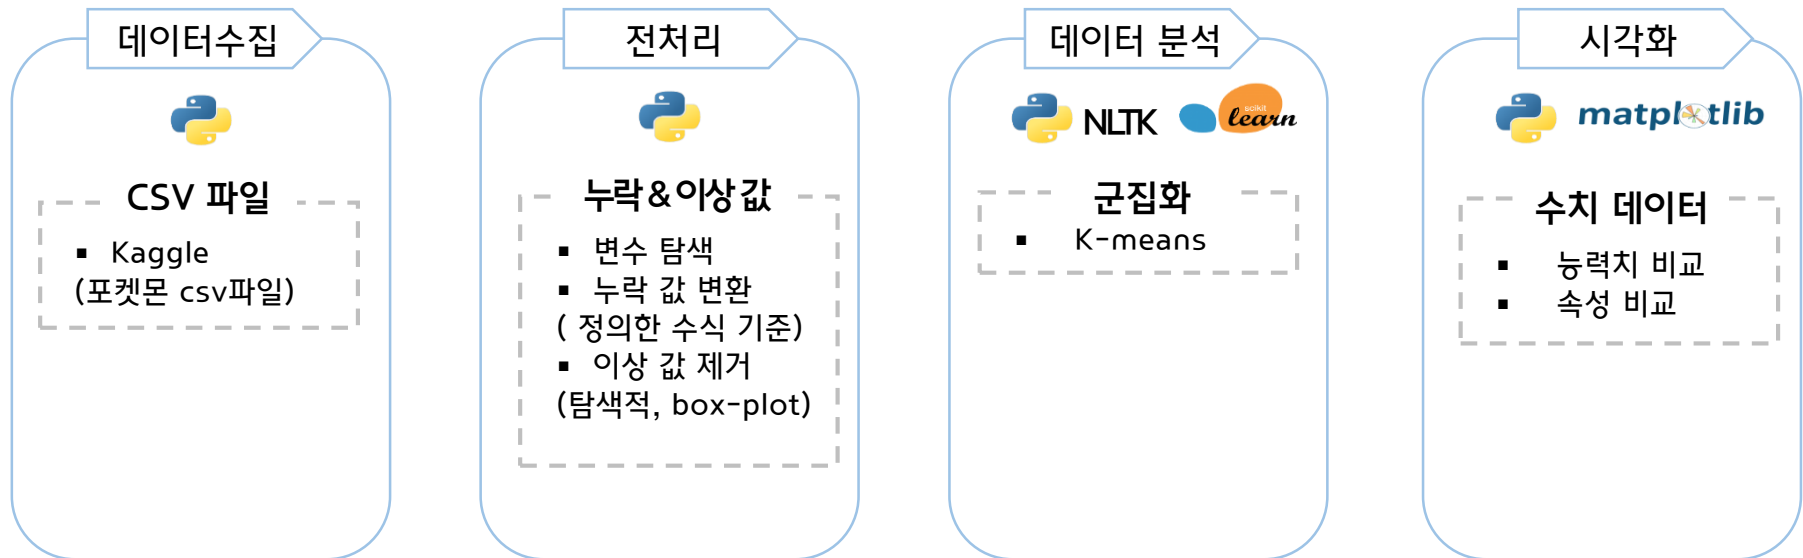 데이터수집
CSV 파일
▪ Kaggle
(포켓몬 csv파일)
전처리
누락&이상 값
▪ 변수 탐색
▪ 누락 값 변환
( 정의한 수식 기준)
▪ 이상 값 제거
(탐색적, box-plot)
데이터 분석
NLTK
scikit
learn
군집화
▪ K-means
시각화
matplotlib
수치 데이터
▪ 능력치 비교
▪ 속성 비교